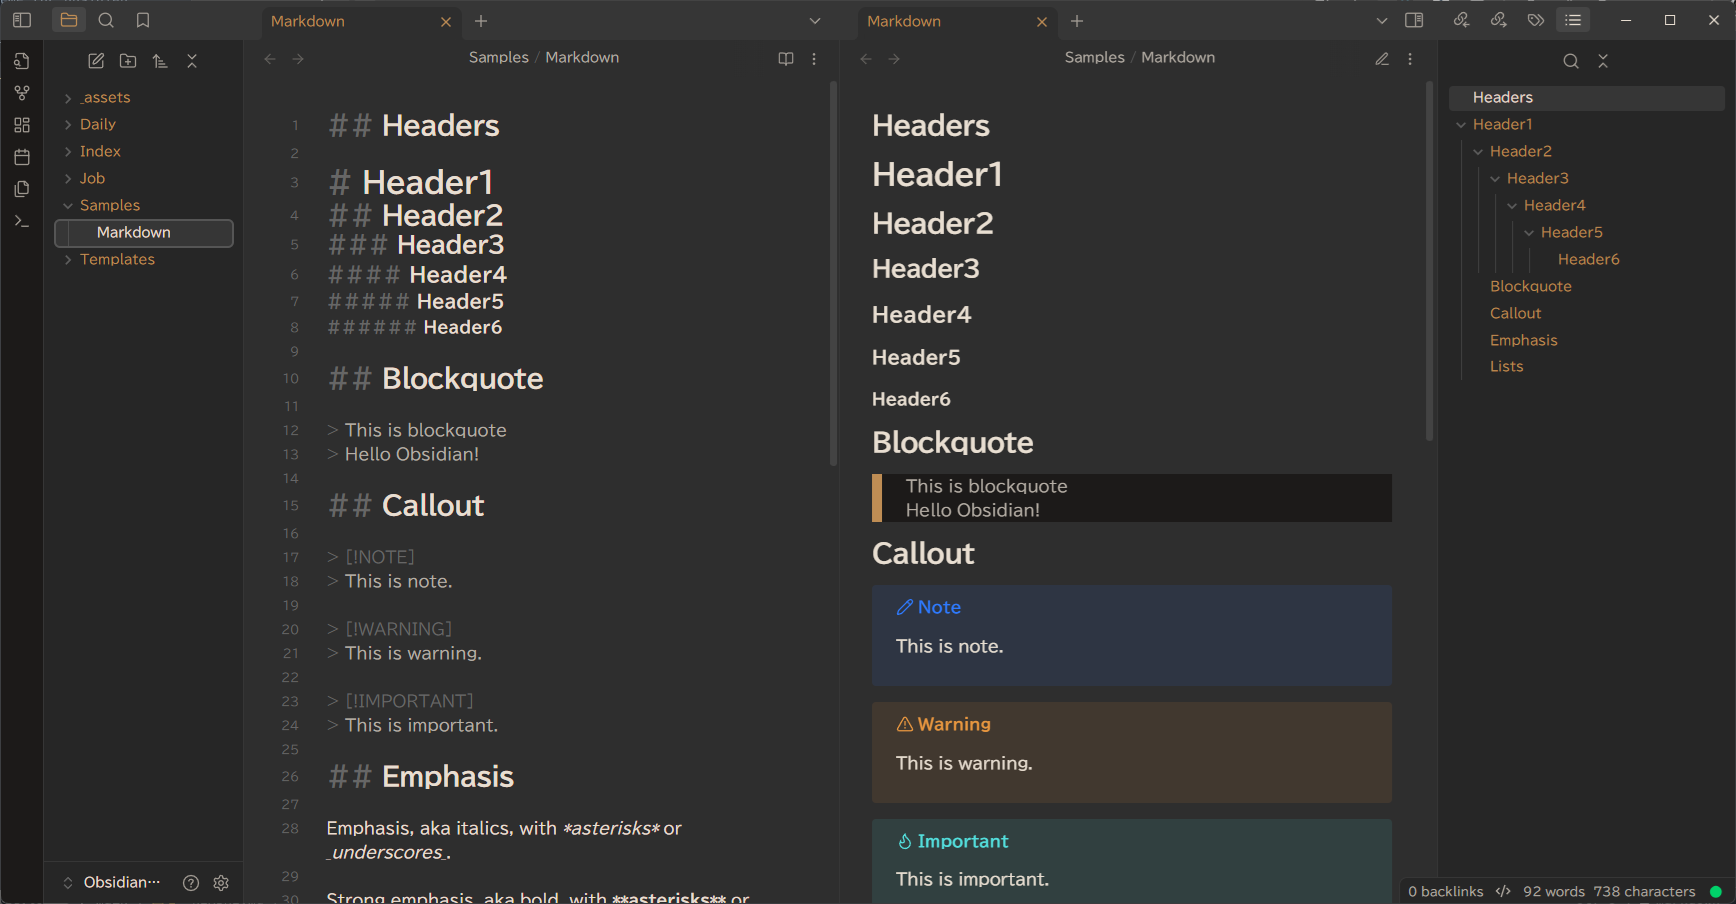 Markdown
Markdown
_assets
Daily
Index
Job
Samples
Markdown
Templates
Obsidian···
Samples / Markdown
1 ## Headers
2
3 # Header1
4 ## Header2
5 ### Header3
6 #### Header4
7 ##### Header5
8 ###### Header6
9
10 ## Blockquote
11
12 > This is blockquote
13 > Hello Obsidian!
14
15 ## Callout
16
17 > [!NOTE]
18 > This is note.
19
20 > [!WARNING]
21 > This is warning.
22
23 > [!IMPORTANT]
24 > This is important.
25
26 ## Emphasis
27
28 Emphasis, aka italics, with *asterisks* or
_underscores_.
29
30 Strong emphasis, aka bold, with **asterisks** or
Samples / Markdown
Headers
Header1
Header2
Header3
Header4
Header5
Header6
Blockquote
This is blockquote
Hello Obsidian!
Callout
Note
This is note.
Warning
This is warning.
Important
This is important.
Headers
Header1
Header2
Header3
Header4
Header5
Header6
Blockquote
Callout
Emphasis
Lists
0 backlinks </> 92 words 738 characters